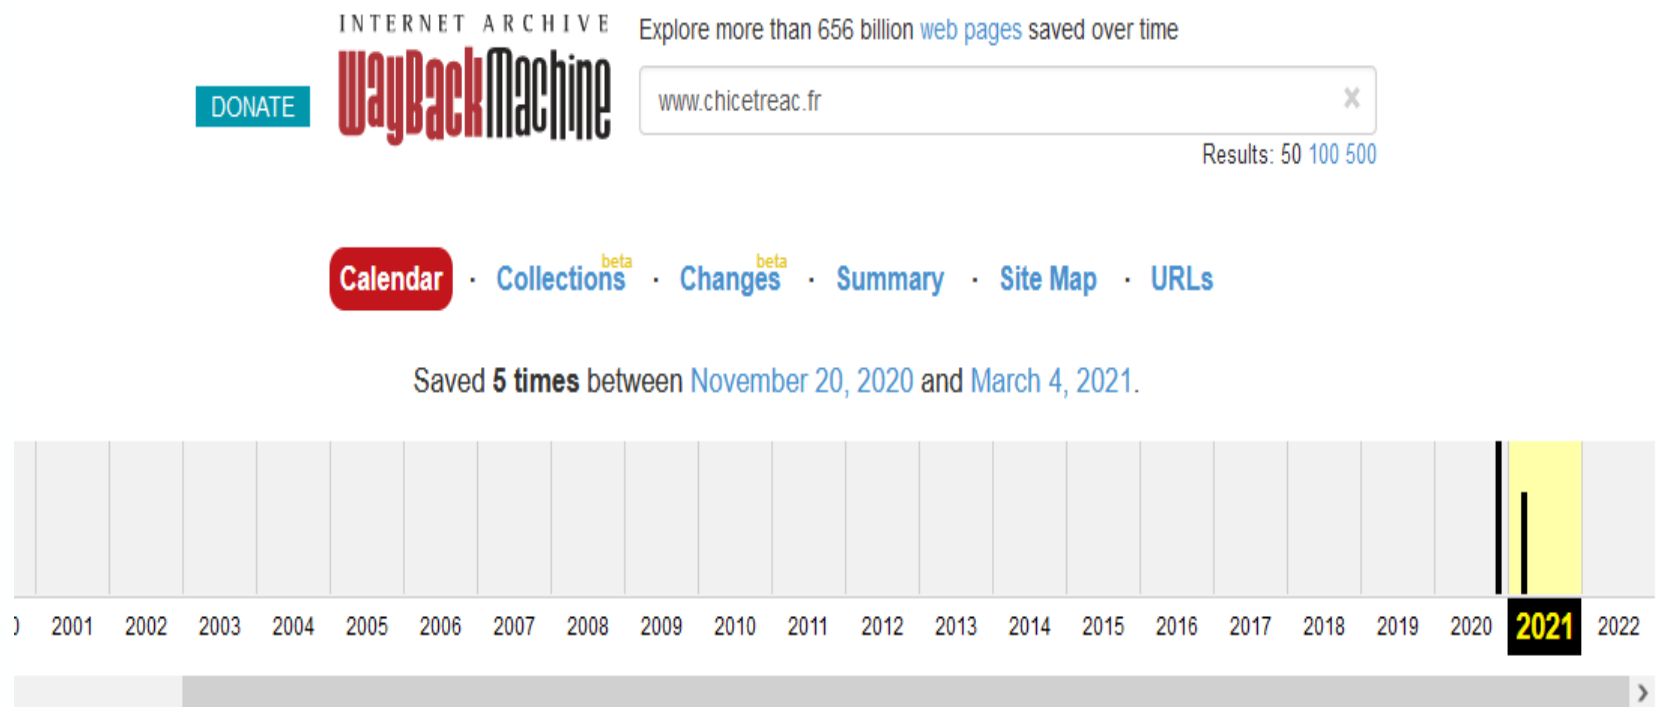 INTERNET ARCHIVE
WayBackMachine
Explore more than 656 billion web pages saved over time
DONATE
www.chicetreac.fr ×
Results: 50 100 500
Calendar · Collections beta · Changes beta · Summary · Site Map · URLs
Saved 5 times between November 20, 2020 and March 4, 2021.
2001 2002 2003 2004 2005 2006 2007 2008 2009 2010 2011 2012 2013 2014 2015 2016 2017 2018 2019 2020 2021 2022